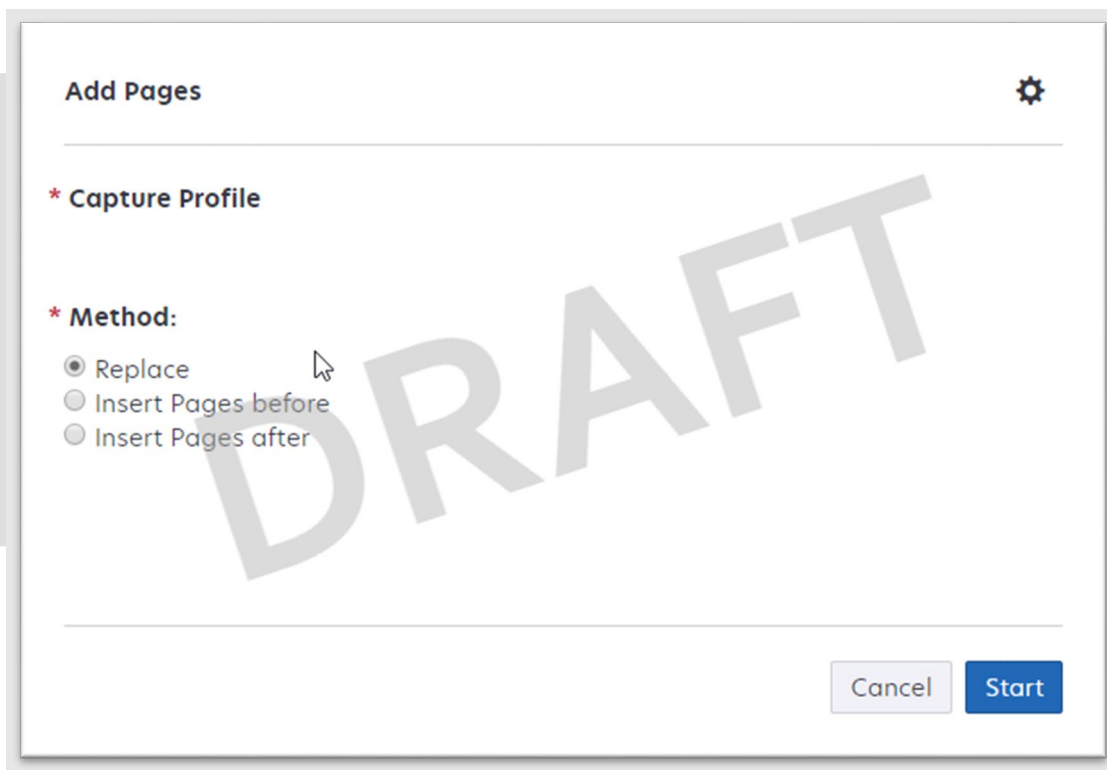 Add Pages
* Capture Profile
* Method:
Replace
Insert Pages before
Insert Pages after
DRAFT
Cancel
Start